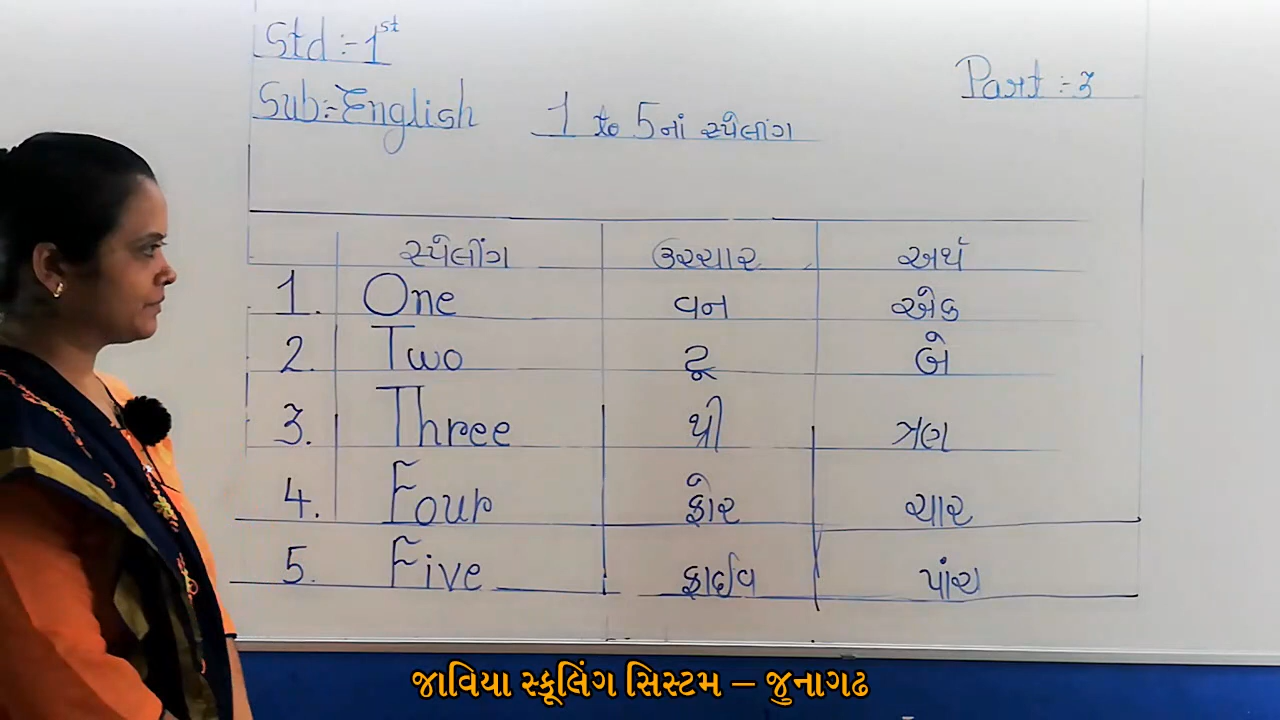 Std :- 1st
Sub:- English
1 to 5નાં સ્પેલીંગ
Part :- 3
સ્પેલીંગ ઉચ્ચાર અર્થ
1. One વન એક
2. Two ટૂ બે
3. Three થ્રી ત્રણ
4. Four ફોર ચાર
5. Five ફાઈવ પાંચ
જાવિયા સ્કૂલિંગ સિસ્ટમ – જુનાગઢ